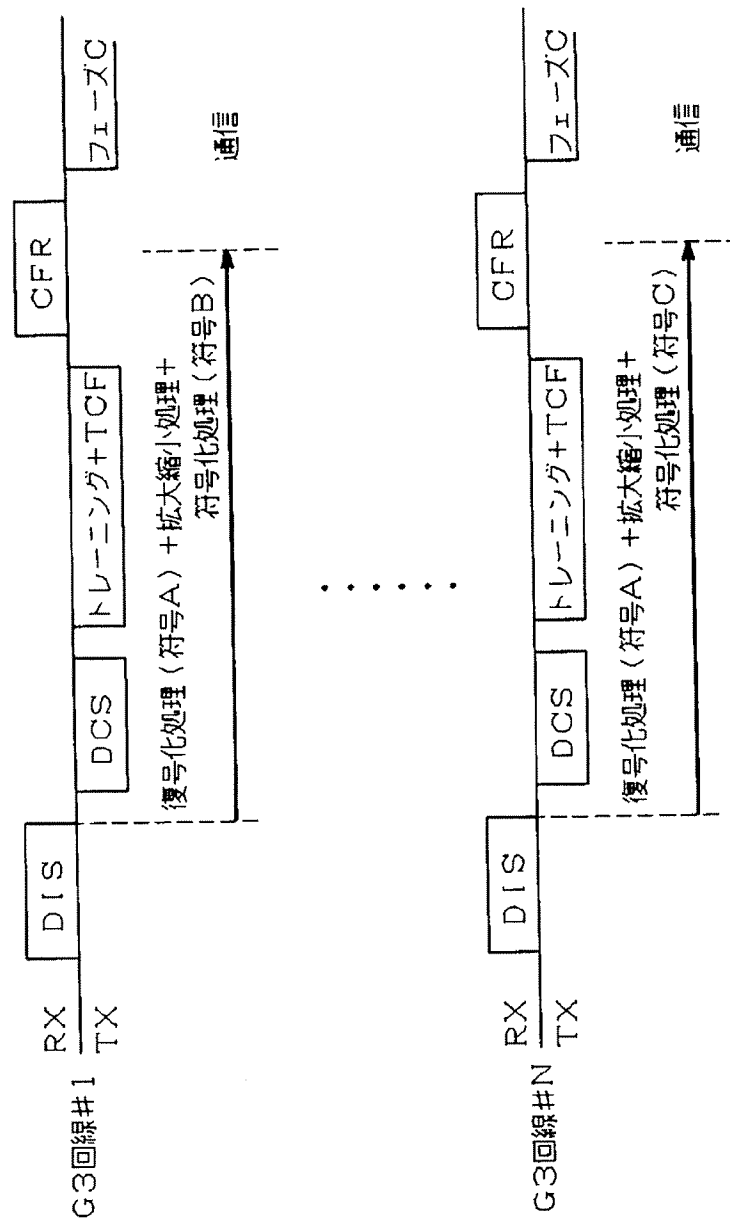 G3回線#1
RX
TX
DIS
DCS
トレーニング+TCF
CFR
フェーズC
復号化処理(符号A)+拡大縮小処理+
符号化処理(符号B)
通信
G3回線#N
RX
TX
DIS
DCS
トレーニング+TCF
CFR
フェーズC
復号化処理(符号A)+拡大縮小処理+
符号化処理(符号C)
通信